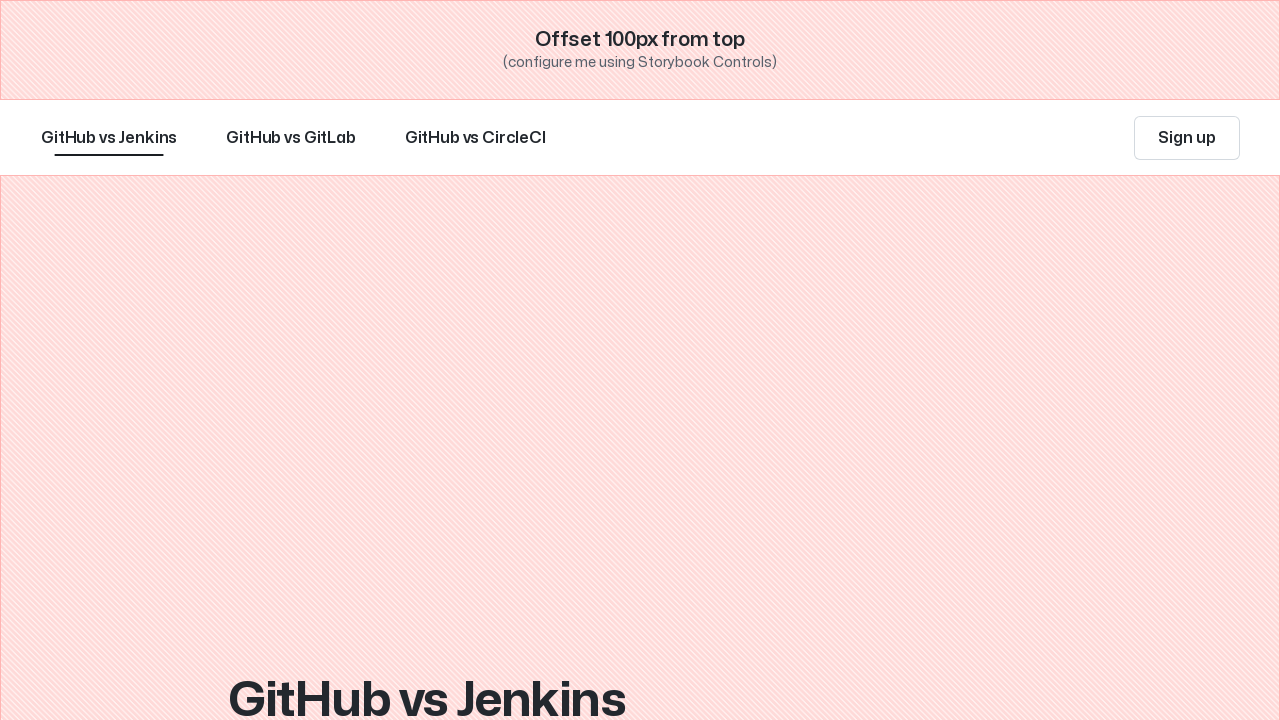 Offset 100px from top
(configure me using Storybook Controls)
GitHub vs Jenkins
GitHub vs GitLab
GitHub vs CircleCI
Sign up
GitHub vs Jenkins